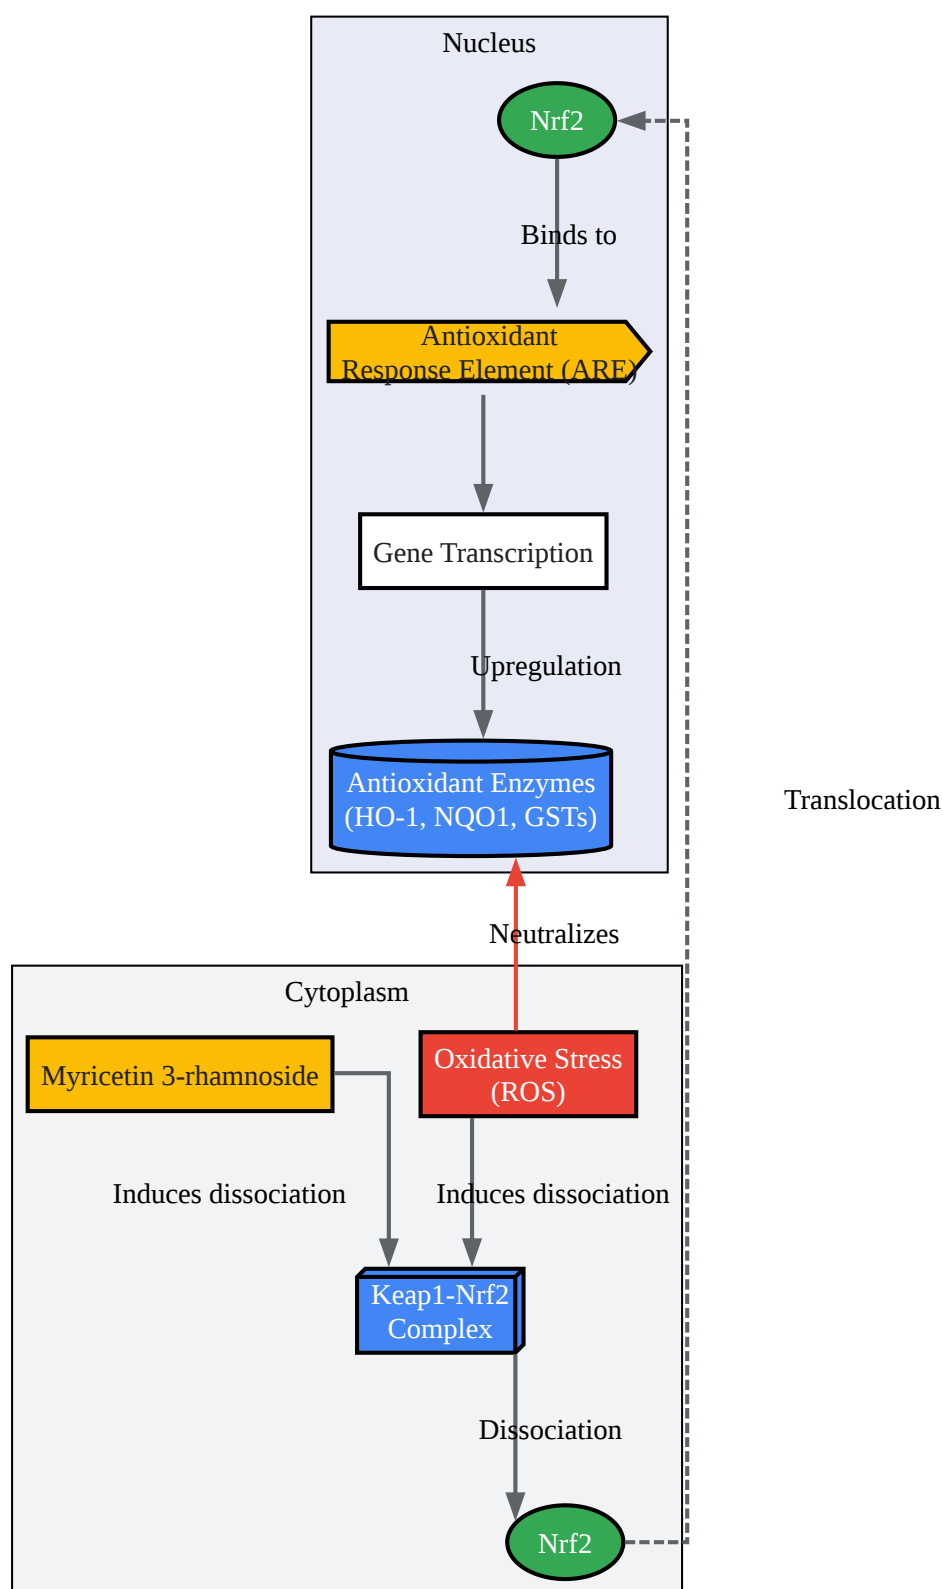 Nucleus
Nrf2
Binds to
Antioxidant
Response Element (ARE)
Gene Transcription
Upregulation
Antioxidant Enzymes
(HO-1, NQO1, GSTs)
Translocation
Neutralizes
Cytoplasm
Myricetin 3-rhamnoside
Oxidative Stress
(ROS)
Induces dissociation
Induces dissociation
Keap1-Nrf2
Complex
Dissociation
Nrf2